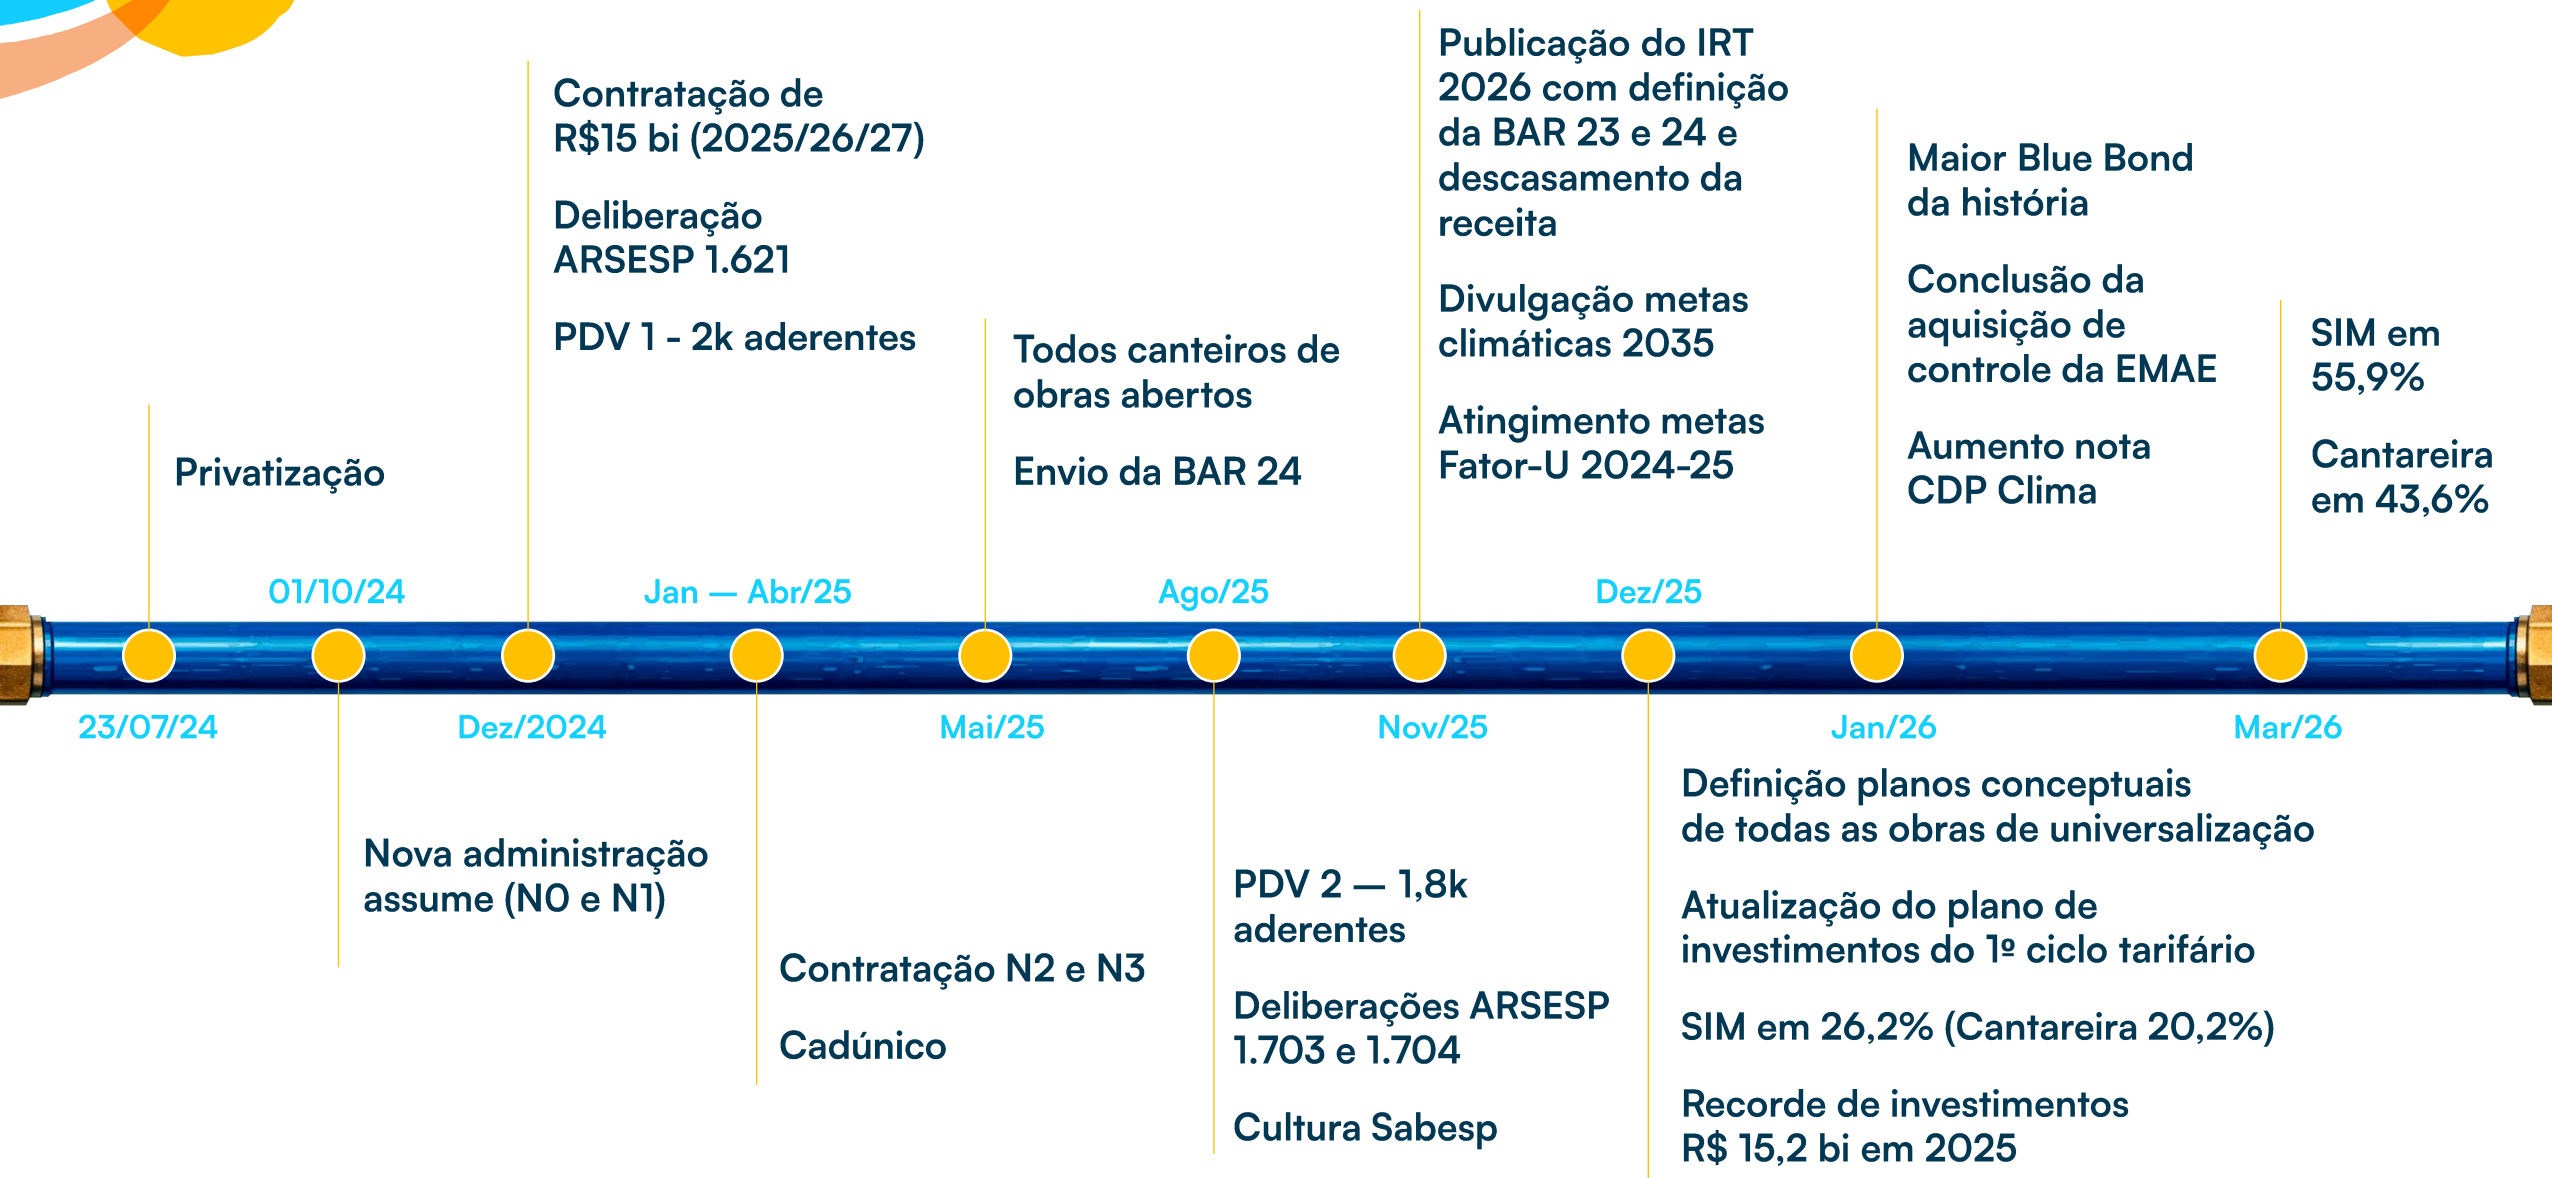 Privatização
23/07/24
01/10/24
Nova administração
assume (N0 e N1)
Contratação de
R$15 bi (2025/26/27)
Deliberação
ARSESP 1.621
PDV 1 - 2k aderentes
Dez/2024
Jan — Abr/25
Contratação N2 e N3
Cadúnico
Todos canteiros de
obras abertos
Envio da BAR 24
Mai/25
Ago/25
PDV 2 — 1,8k
aderentes
Deliberações ARSESP
1.703 e 1.704
Cultura Sabesp
Publicação do IRT
2026 com definição
da BAR 23 e 24 e
descasamento da
receita
Divulgação metas
climáticas 2035
Atingimento metas
Fator-U 2024-25
Nov/25
Dez/25
Definição planos conceptuais
de todas as obras de universalização
Atualização do plano de
investimentos do 1º ciclo tarifário
SIM em 26,2% (Cantareira 20,2%)
Recorde de investimentos
R$ 15,2 bi em 2025
Maior Blue Bond
da história
Conclusão da
aquisição de
controle da EMAE
Aumento nota
CDP Clima
Jan/26
SIM em
55,9%
Cantareira
em 43,6%
Mar/26